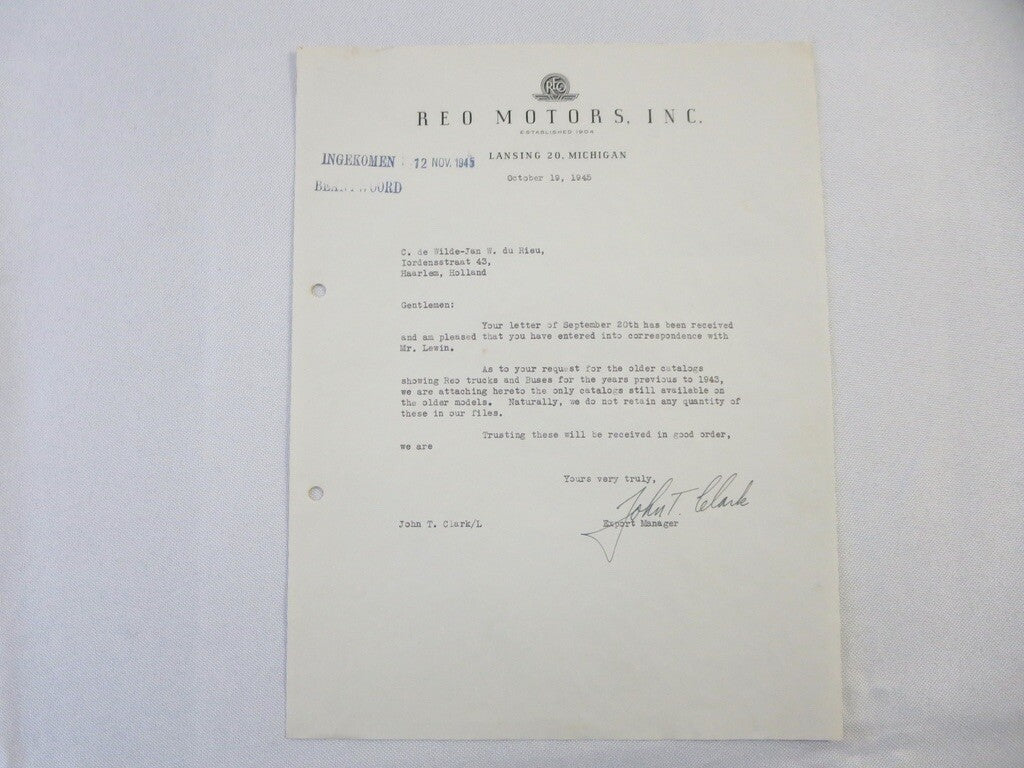 REO
REO MOTORS, INC.
ESTABLISHED 1904
LANSING 20, MICHIGAN
INGEKOMEN : 12 NOV. 1945
October 19, 1945
C. de Wilde-Jan W. du Rieu,
Iordensstraat 43,
Haarlem, Holland
Gentlemen:
Your letter of September 20th has been received
and am pleased that you have entered into correspondence with
Mr. Lewin.
As to your request for the older catalogs
showing Reo trucks and Buses for the years previous to 1943,
we are attaching hereto the only catalogs still available on
the older models. Naturally, we do not retain any quantity of
these in our files.
Trusting these will be received in good order,
we are
Yours very truly,
John T. Clark
John T. Clark/L Export Manager